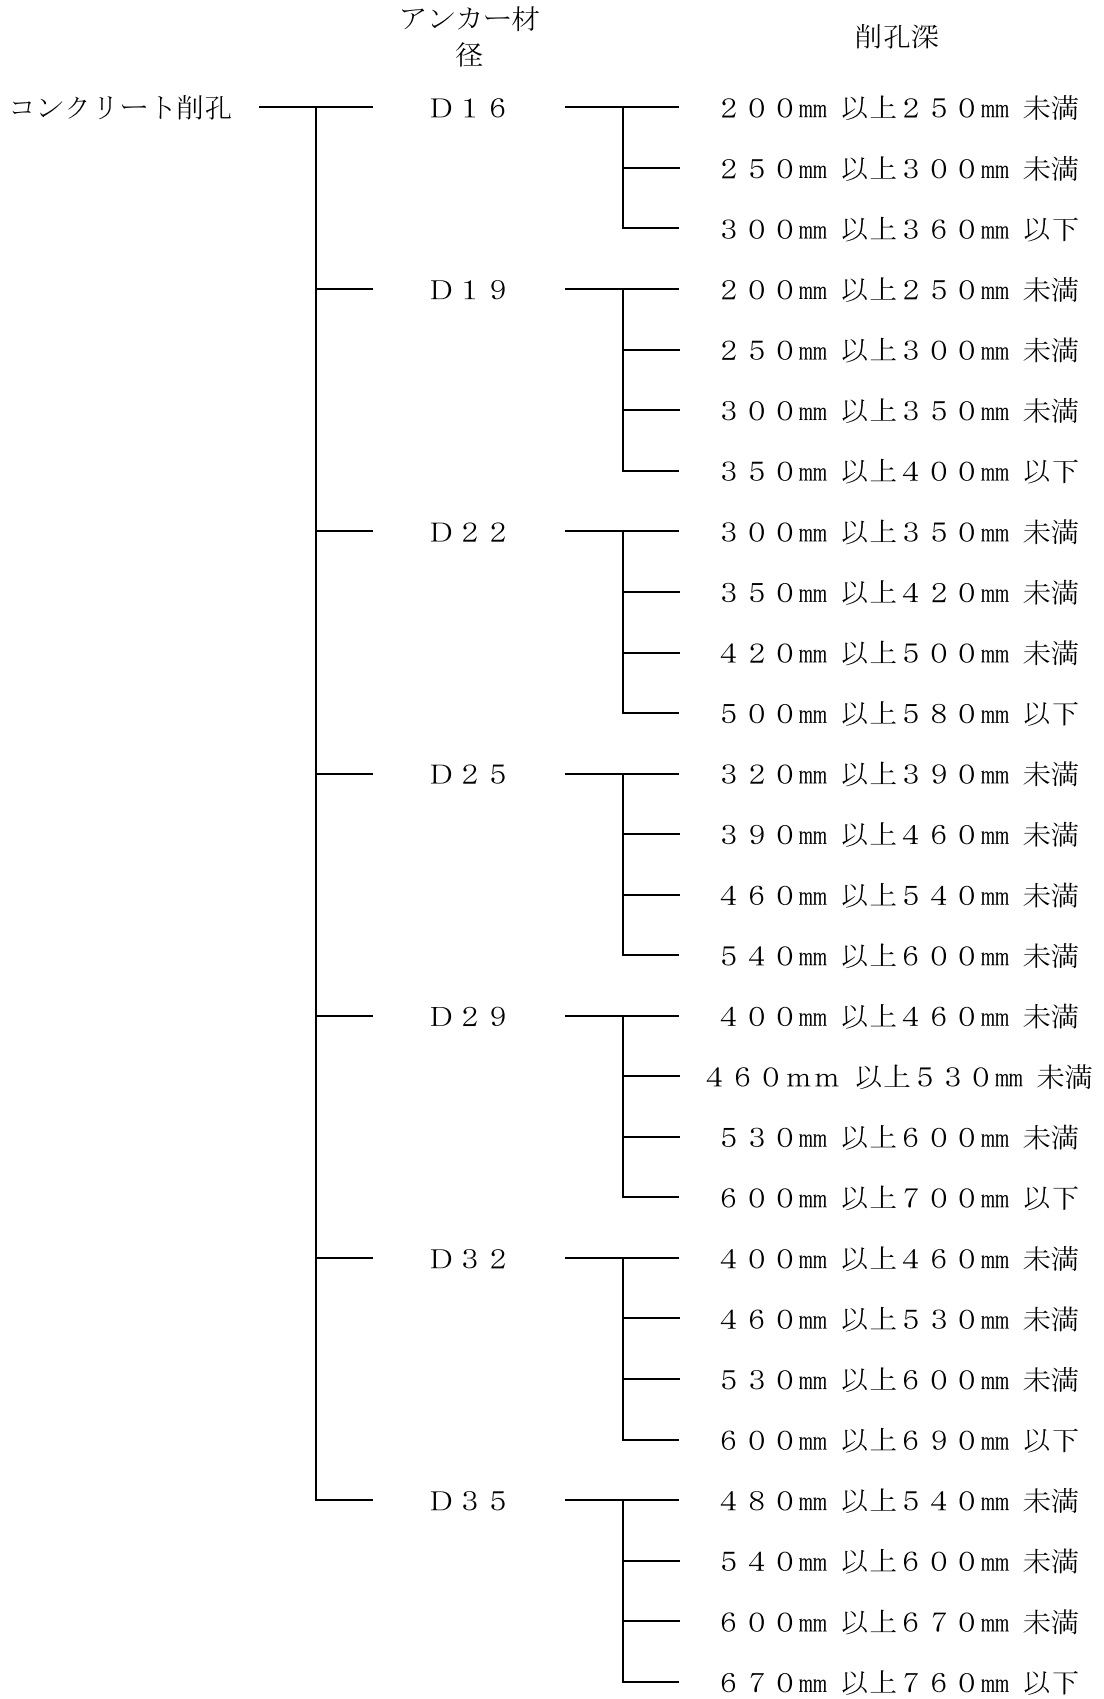 アンカー材
径
削孔深
コンクリート削孔
Ｄ１６
２００㎜ 以上２５０㎜ 未満
２５０㎜ 以上３００㎜ 未満
３００㎜ 以上３６０㎜ 以下
Ｄ１９
２００㎜ 以上２５０㎜ 未満
２５０㎜ 以上３００㎜ 未満
３００㎜ 以上３５０㎜ 未満
３５０㎜ 以上４００㎜ 以下
Ｄ２２
３００㎜ 以上３５０㎜ 未満
３５０㎜ 以上４２０㎜ 未満
４２０㎜ 以上５００㎜ 未満
５００㎜ 以上５８０㎜ 以下
Ｄ２５
３２０㎜ 以上３９０㎜ 未満
３９０㎜ 以上４６０㎜ 未満
４６０㎜ 以上５４０㎜ 未満
５４０㎜ 以上６００㎜ 未満
Ｄ２９
４００㎜ 以上４６０㎜ 未満
４６０ｍｍ 以上５３０㎜ 未満
５３０㎜ 以上６００㎜ 未満
６００㎜ 以上７００㎜ 以下
Ｄ３２
４００㎜ 以上４６０㎜ 未満
４６０㎜ 以上５３０㎜ 未満
５３０㎜ 以上６００㎜ 未満
６００㎜ 以上６９０㎜ 以下
Ｄ３５
４８０㎜ 以上５４０㎜ 未満
５４０㎜ 以上６００㎜ 未満
６００㎜ 以上６７０㎜ 未満
６７０㎜ 以上７６０㎜ 以下